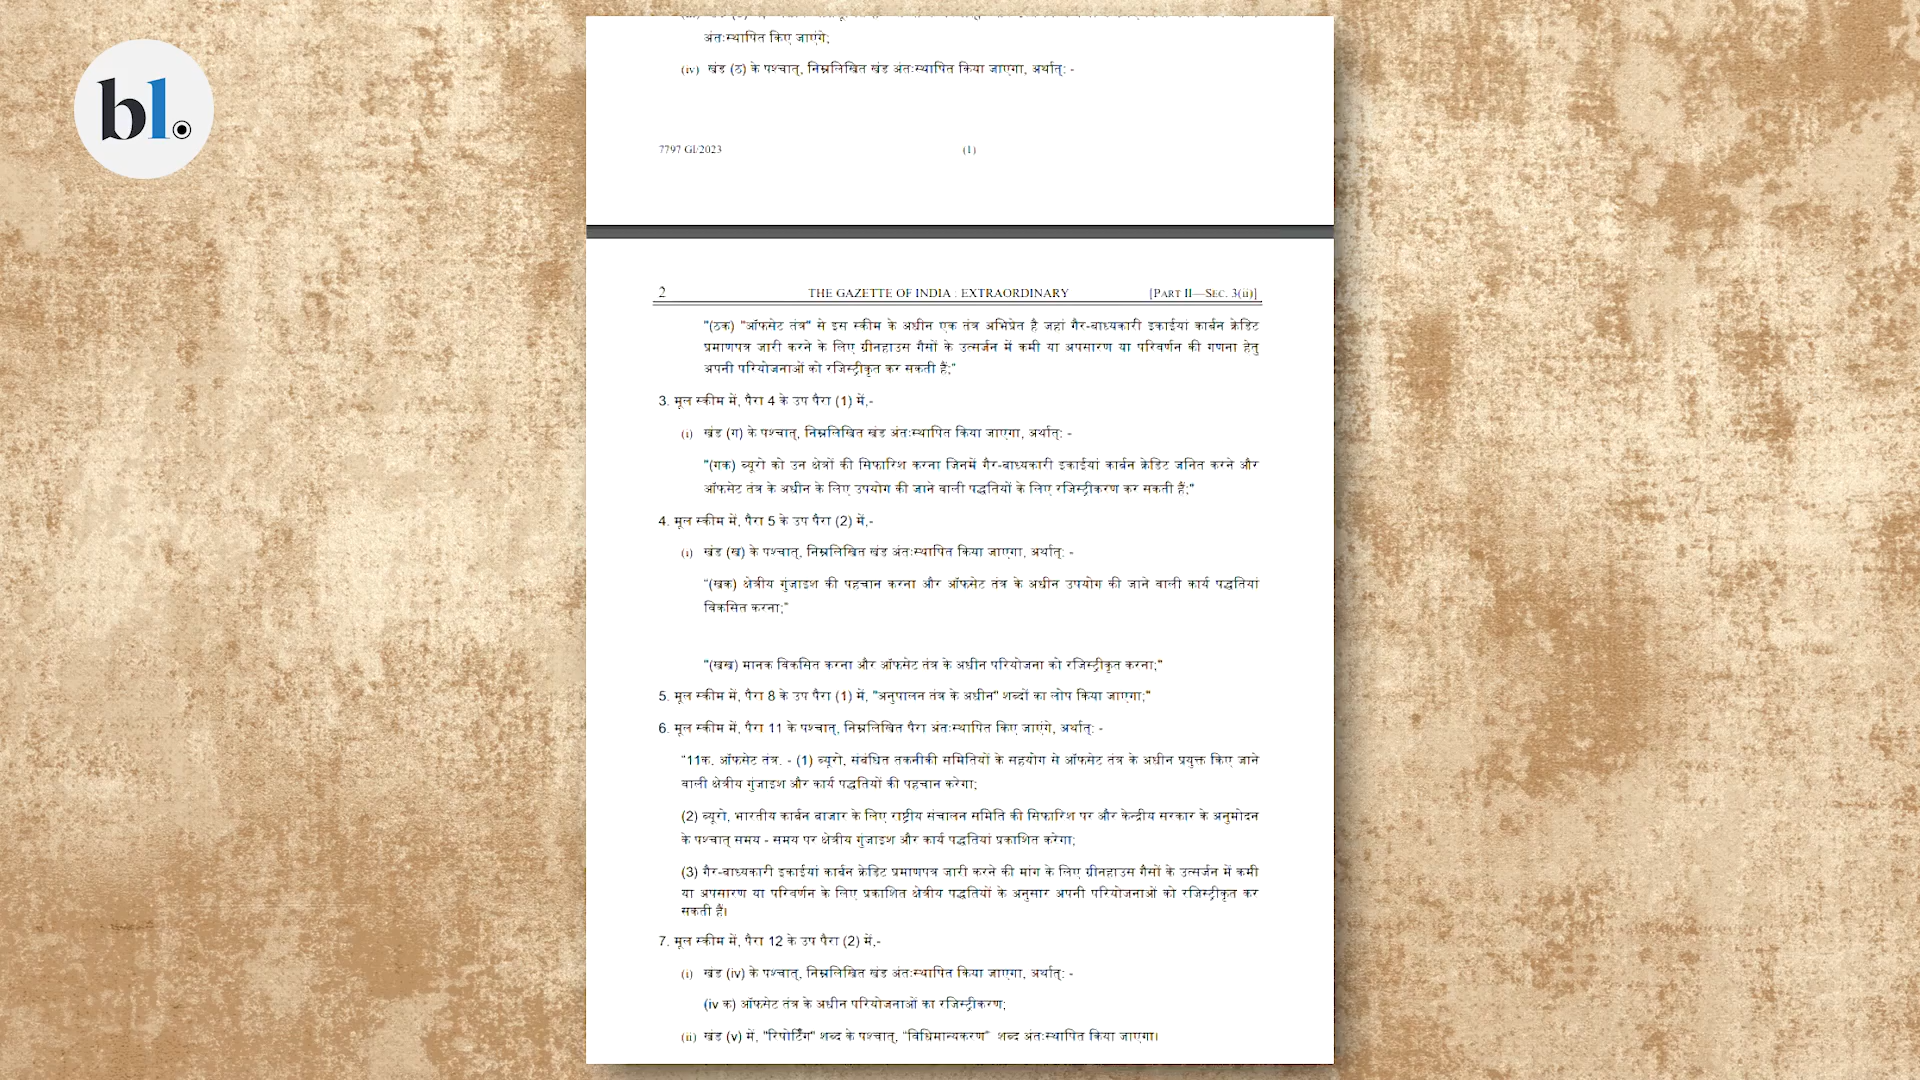 bl.
अंतःस्थापित किए जाएंगे;
(iv) खंड (ठ) के पश्चात्, निम्नलिखित खंड अंतःस्थापित किया जाएगा, अर्थात्: -
7797 GI/2023 (1)
2 THE GAZETTE OF INDIA : EXTRAORDINARY [PART II—SEC. 3(ii)]
"(ठक) "ऑफसेट तंत्र" से इस स्कीम के अधीन एक तंत्र अभिप्रेत है जहां गैर-बाध्यकारी इकाईयां कार्बन क्रेडिट
प्रमाणपत्र जारी करने के लिए ग्रीनहाउस गैसों के उत्सर्जन में कमी या अपसारण या परिवर्णन की गणना हेतु
अपनी परियोजनाओं को रजिस्ट्रीकृत कर सकती हैं;"
3. मूल स्कीम में, पैरा 4 के उप पैरा (1) में,-
(i) खंड (ग) के पश्चात्, निम्नलिखित खंड अंतःस्थापित किया जाएगा, अर्थात्: -
"(गक) ब्यूरो को उन क्षेत्रों की सिफारिश करना जिनमें गैर-बाध्यकारी इकाईयां कार्बन क्रेडिट जनित करने और
ऑफसेट तंत्र के अधीन के लिए उपयोग की जाने वाली पद्धतियों के लिए रजिस्ट्रीकरण कर सकती हैं;"
4. मूल स्कीम में, पैरा 5 के उप पैरा (2) में,-
(i) खंड (ख) के पश्चात्, निम्नलिखित खंड अंतःस्थापित किया जाएगा, अर्थात्: -
"(खक) क्षेत्रीय गुंजाइश की पहचान करना और ऑफसेट तंत्र के अधीन उपयोग की जाने वाली कार्य पद्धतियां
विकसित करना;"
"(खख) मानक विकसित करना और ऑफसेट तंत्र के अधीन परियोजना को रजिस्ट्रीकृत करना;"
5. मूल स्कीम में, पैरा 8 के उप पैरा (1) में, "अनुपालन तंत्र के अधीन" शब्दों का लोप किया जाएगा;"
6. मूल स्कीम में, पैरा 11 के पश्चात्, निम्नलिखित पैरा अंतःस्थापित किए जाएंगे, अर्थात्: -
"11क. ऑफसेट तंत्र. - (1) ब्यूरो, संबंधित तकनीकी समितियों के सहयोग से ऑफसेट तंत्र के अधीन प्रयुक्त किए जाने
वाली क्षेत्रीय गुंजाइश और कार्य पद्धतियों की पहचान करेगा;
(2) ब्यूरो, भारतीय कार्बन बाजार के लिए राष्ट्रीय संचालन समिति की सिफारिश पर और केन्द्रीय सरकार के अनुमोदन
के पश्चात् समय - समय पर क्षेत्रीय गुंजाइश और कार्य पद्धतियां प्रकाशित करेगा;
(3) गैर-बाध्यकारी इकाईयां कार्बन क्रेडिट प्रमाणपत्र जारी करने की मांग के लिए ग्रीनहाउस गैसों के उत्सर्जन में कमी
या अपसारण या परिवर्णन के लिए प्रकाशित क्षेत्रीय पद्धतियों के अनुसार अपनी परियोजनाओं को रजिस्ट्रीकृत कर
सकती हैं।
7. मूल स्कीम में, पैरा 12 के उप पैरा (2) में,-
(i) खंड (iv) के पश्चात्, निम्नलिखित खंड अंतःस्थापित किया जाएगा, अर्थात्: -
(iv क) ऑफसेट तंत्र के अधीन परियोजनाओं का रजिस्ट्रीकरण;
(ii) खंड (v) में, "रिपोर्टिंग" शब्द के पश्चात्, "विधिमान्यकरण" शब्द अंतःस्थापित किया जाएगा।